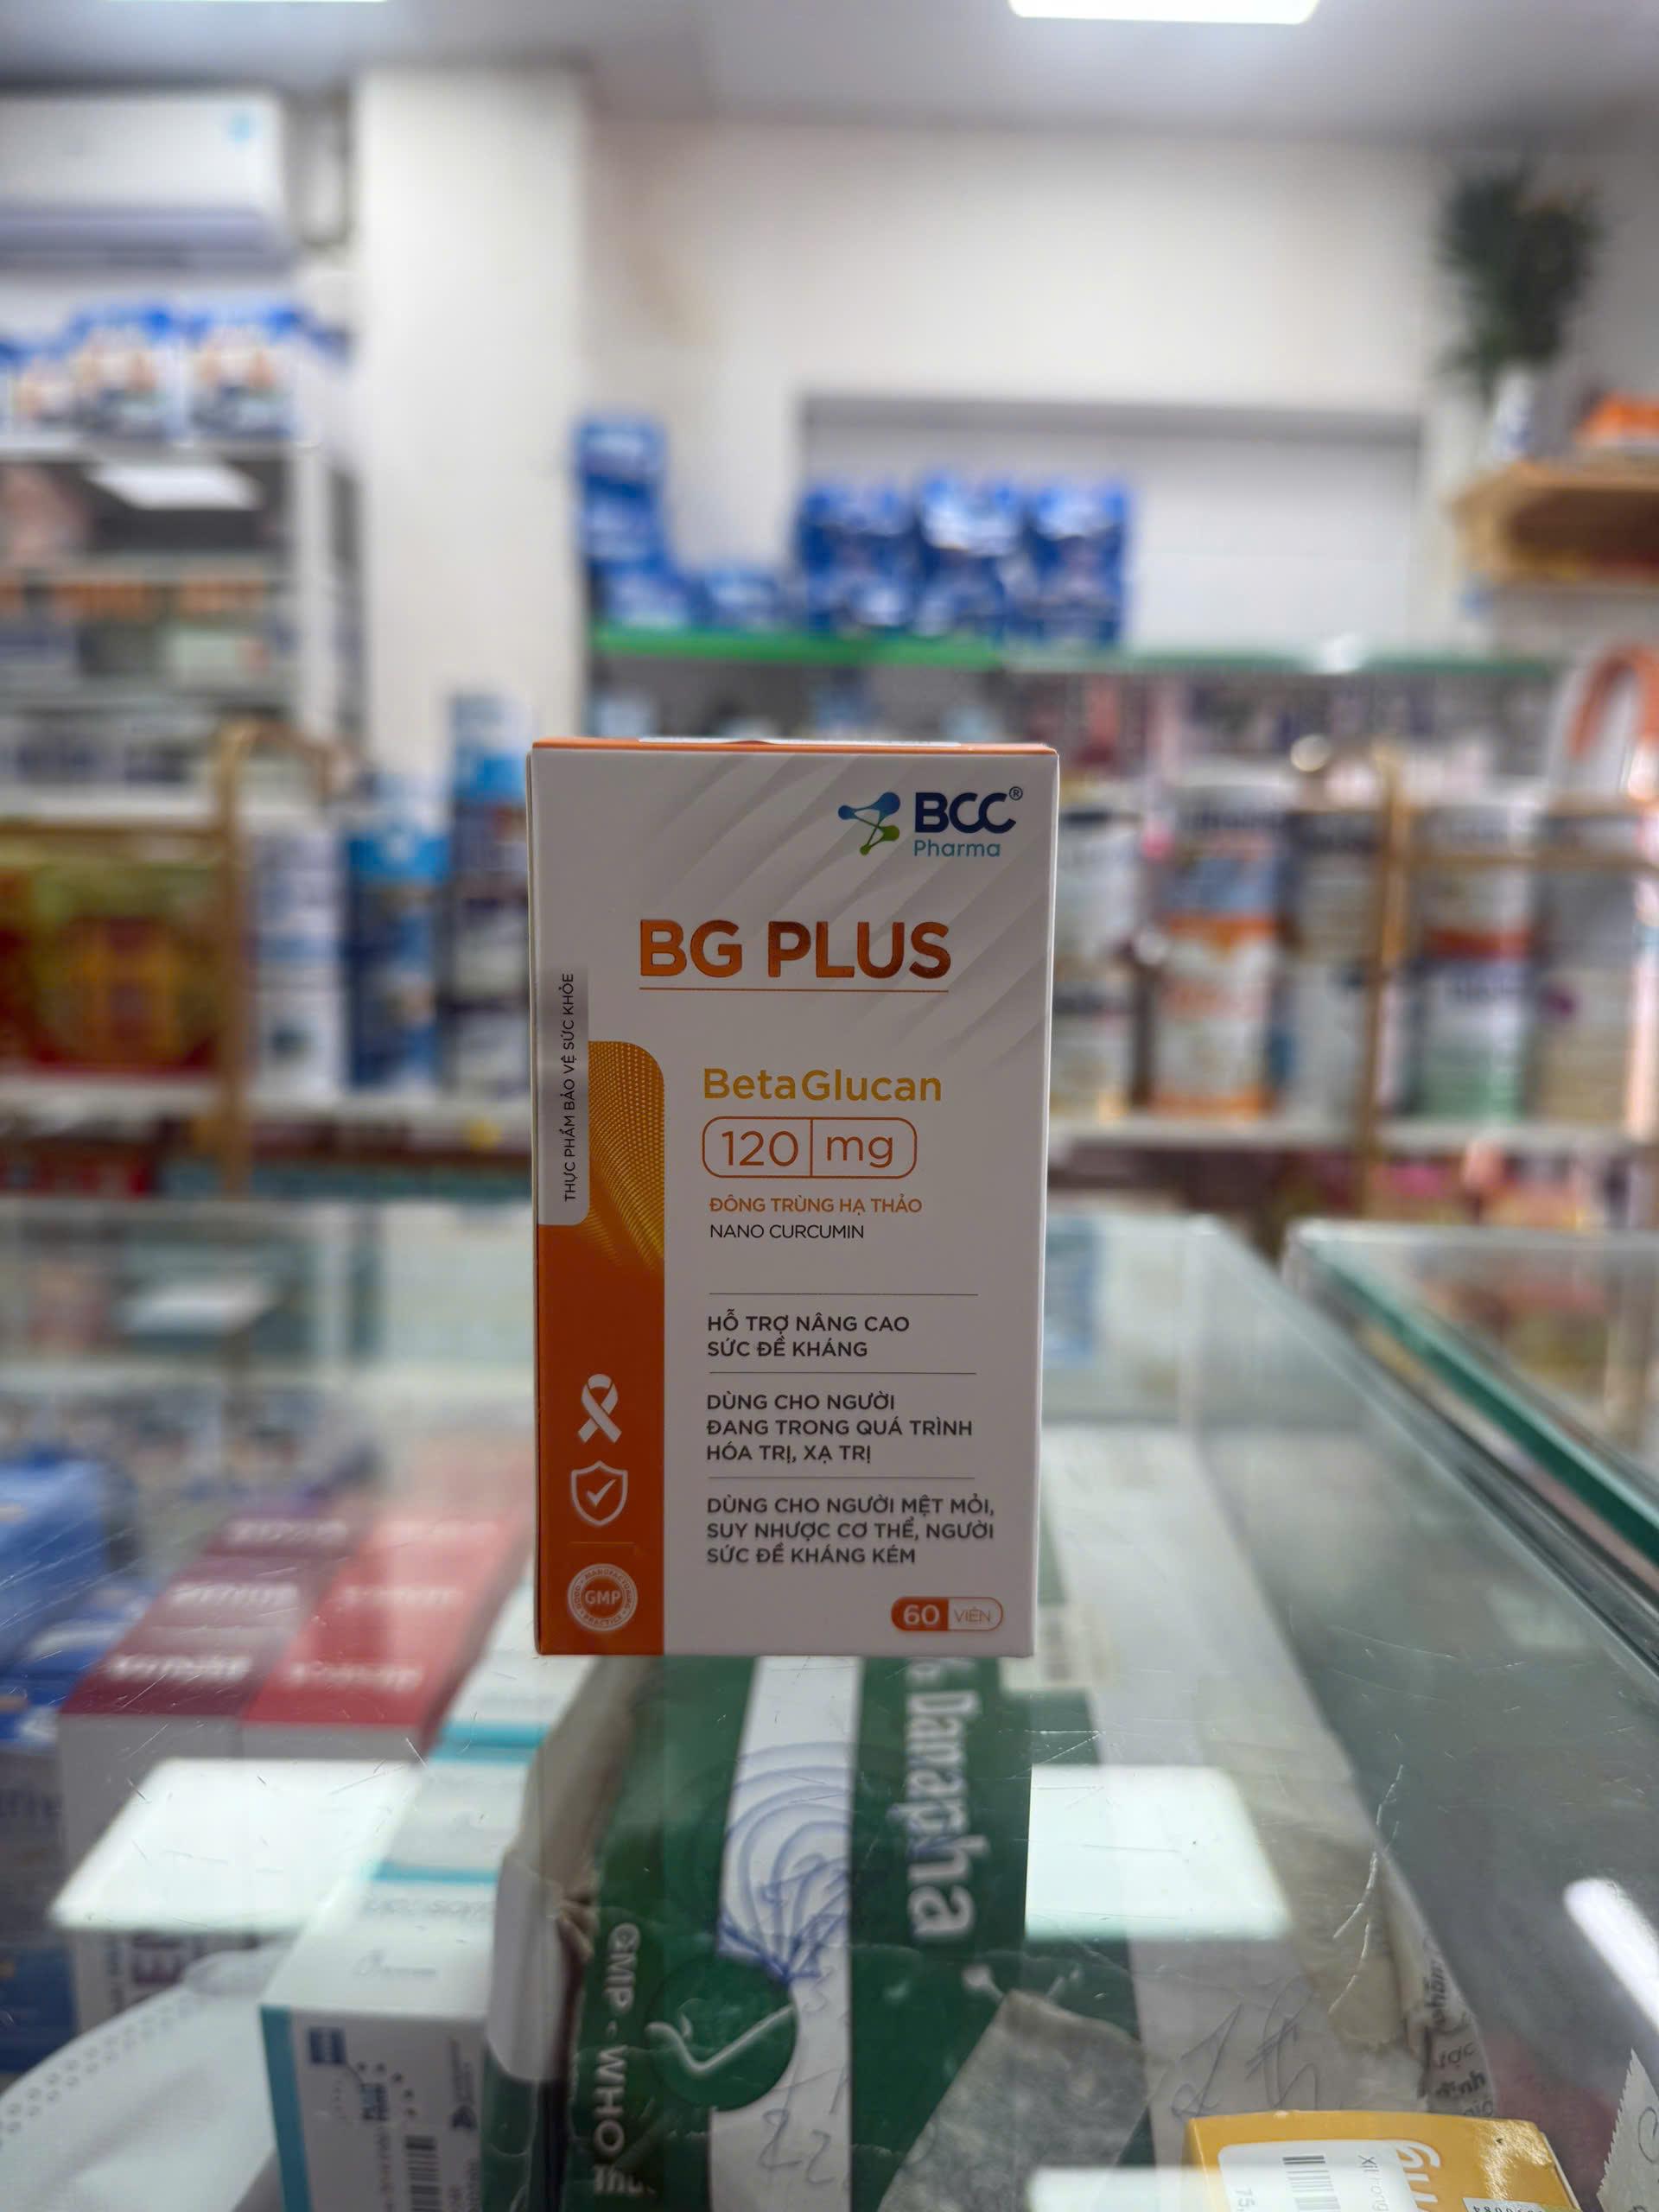 BCC®
Pharma
BG PLUS
THỰC PHẨM BẢO VỆ SỨC KHỎE
BetaGlucan
120 mg
ĐÔNG TRÙNG HẠ THẢO
NANO CURCUMIN
HỖ TRỢ NÂNG CAO
SỨC ĐỀ KHÁNG
DÙNG CHO NGƯỜI
ĐANG TRONG QUÁ TRÌNH
HÓA TRỊ, XẠ TRỊ
DÙNG CHO NGƯỜI MỆT MỎI,
SUY NHƯỢC CƠ THỂ, NGƯỜI
SỨC ĐỀ KHÁNG KÉM
GOOD MANUFACTURING PRACTICE
GMP
60 VIÊN
Danapha
GMP - WHO